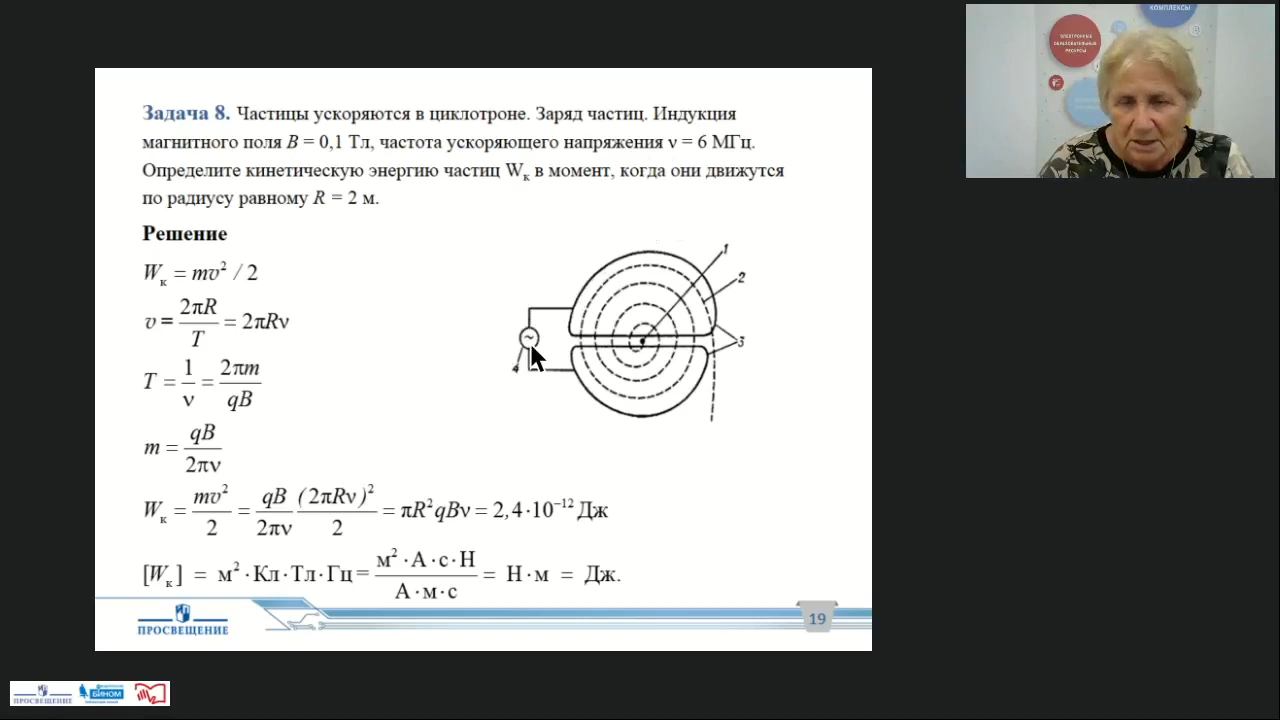 КОМПЛЕКСЫ
ЭЛЕКТРОННЫЕ
ОБРАЗОВАТЕЛЬНЫЕ
РЕСУРСЫ
Задача 8. Частицы ускоряются в циклотроне. Заряд частиц. Индукция
магнитного поля B = 0,1 Тл, частота ускоряющего напряжения ν = 6 МГц.
Определите кинетическую энергию частиц Wк в момент, когда они движутся
по радиусу равному R = 2 м.
Решение
Wк = mυ² / 2
υ = 2πR / T = 2πRν
T = 1 / ν = 2πm / qB
m = qB / 2πν
Wк = mυ² / 2 = qB / 2πν (2πRν)² / 2 = πR²qBν = 2,4·10⁻¹² Дж
[Wк] = м² · Кл · Тл · Гц = м² · А · с · Н / А · м · с = Н · м = Дж.
1
2
3
4
~
ПРОСВЕЩЕНИЕ
19
ПРОСВЕЩЕНИЕ
БИНОМ